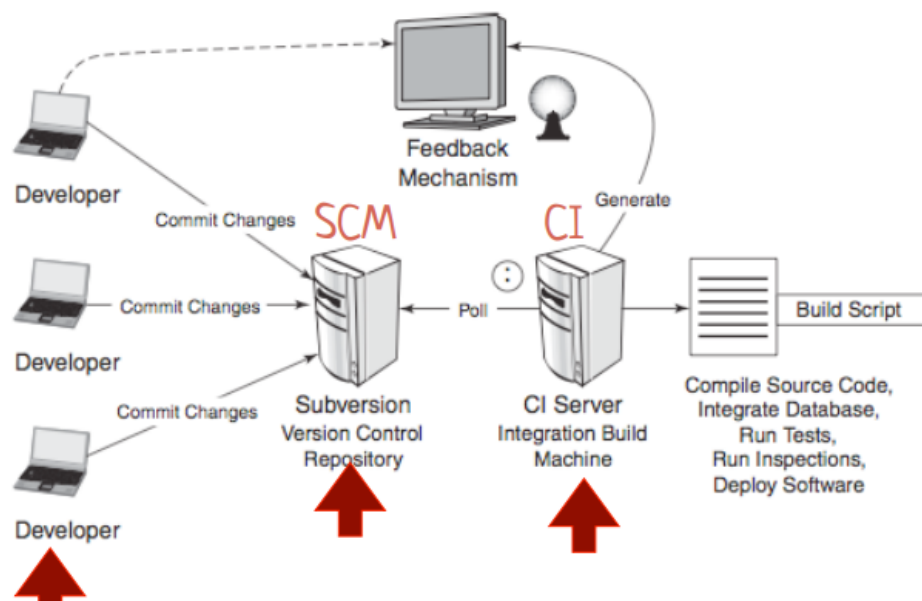 Feedback
Mechanism
Developer
Commit Changes
SCM
CI
Generate
Commit Changes
Poll
Build Script
Developer
Commit Changes
Subversion
Version Control
Repository
CI Server
Integration Build
Machine
Compile Source Code,
Integrate Database,
Run Tests,
Run Inspections,
Deploy Software
Developer